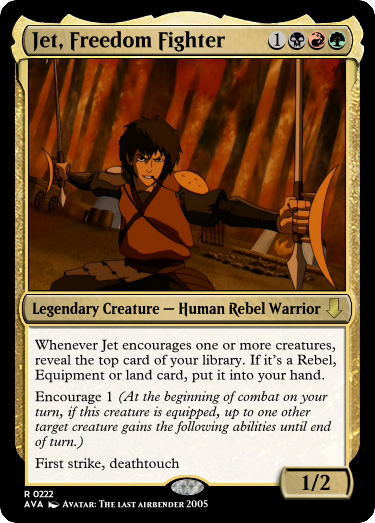 Jet, Freedom Fighter 1
Legendary Creature — Human Rebel Warrior
Whenever Jet encourages one or more creatures,
reveal the top card of your library. If it's a Rebel,
Equipment or land card, put it into your hand.
Encourage 1 (At the beginning of combat on your
turn, if this creature is equipped, up to one other
target creature gains the following abilities until end
of turn.)
First strike, deathtouch
1/2
R 0222
AVA Avatar: The last airbender 2005